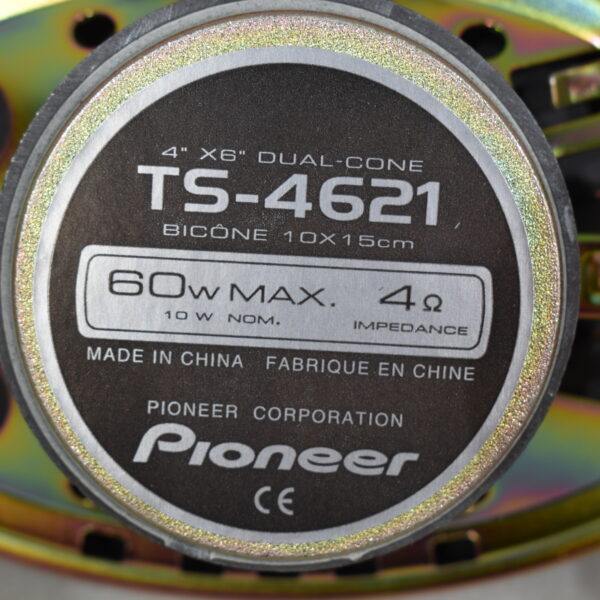 4" X6" DUAL-CONE
TS-4621
BICÔNE 10X15cm
60W MAX. 4Ω
10 W NOM. IMPEDANCE
MADE IN CHINA FABRIQUE EN CHINE
PIONEER CORPORATION
Pioneer
CE